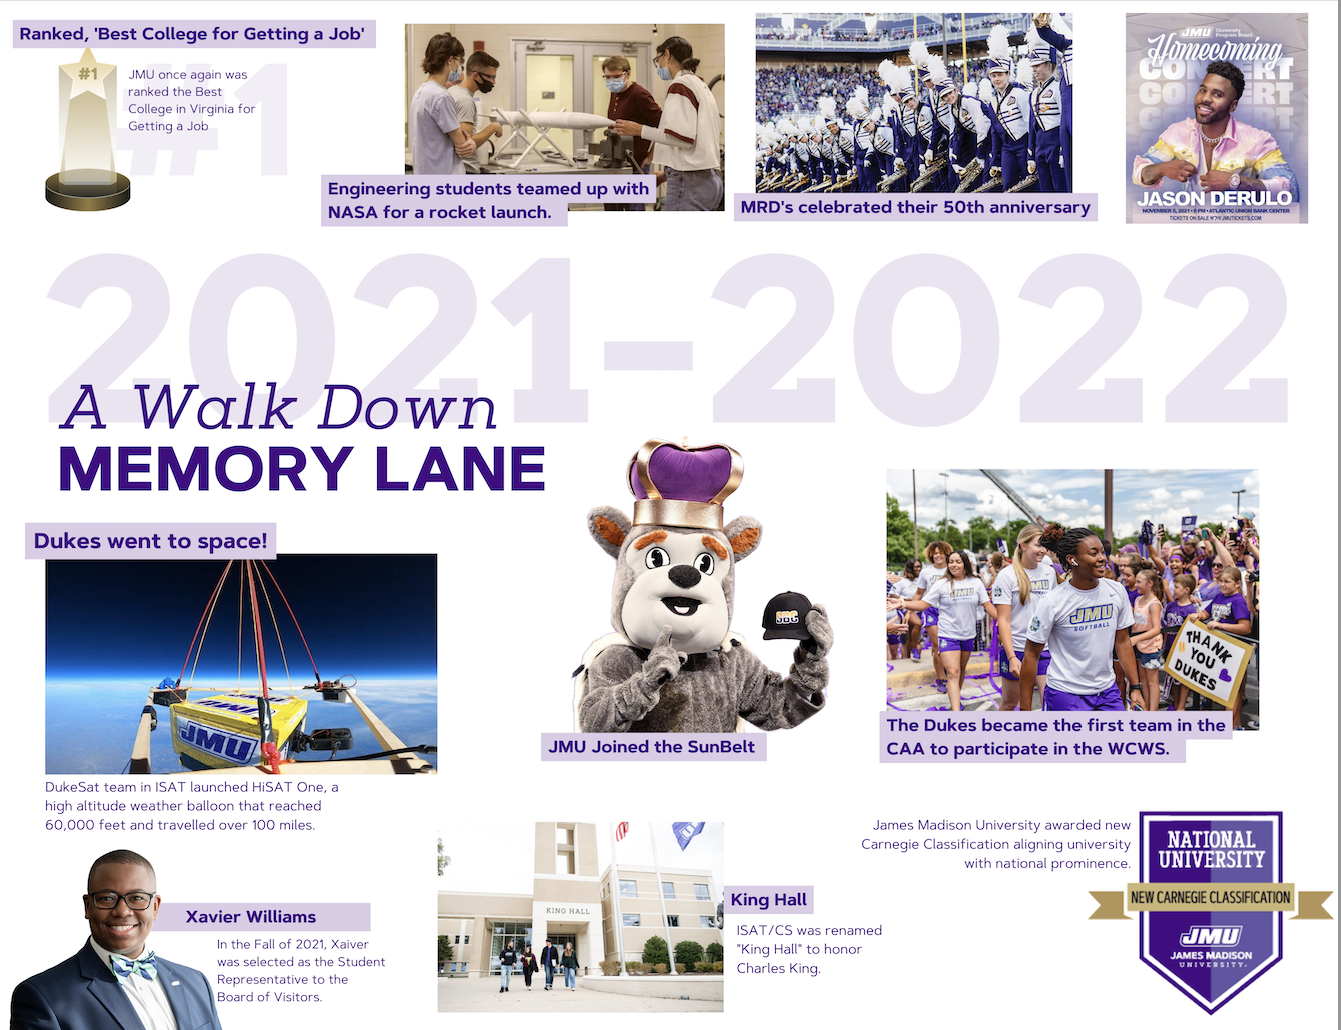 Ranked, 'Best College for Getting a Job'
#1
#1
JMU once again was
ranked the Best
College in Virginia for
Getting a Job
Engineering students teamed up with
NASA for a rocket launch.
MRD's celebrated their 50th anniversary
JMU University
Program Board
Homecoming
CONCERT
CONCERT
CONCERT
JASON DERULO
NOVEMBER 5, 2021 • 8 PM • ATLANTIC UNION BANK CENTER
TICKETS ON SALE NOW JMUTICKETS.COM
2021-2022
A Walk Down
MEMORY LANE
Dukes went to space!
JMU
DukeSat team in ISAT launched HiSAT One, a
high altitude weather balloon that reached
60,000 feet and travelled over 100 miles.
SBC
JMU Joined the SunBelt
JMU
JMU
JMU
SOFTBALL
THANK
YOU
DUKES
The Dukes became the first team in the
CAA to participate in the WCWS.
Xavier Williams
In the Fall of 2021, Xaiver
was selected as the Student
Representative to the
Board of Visitors.
KING HALL
King Hall
ISAT/CS was renamed
"King Hall" to honor
Charles King.
James Madison University awarded new
Carnegie Classification aligning university
with national prominence.
NATIONAL
UNIVERSITY
NEW CARNEGIE CLASSIFICATION
JMU
JAMES MADISON
UNIVERSITY.